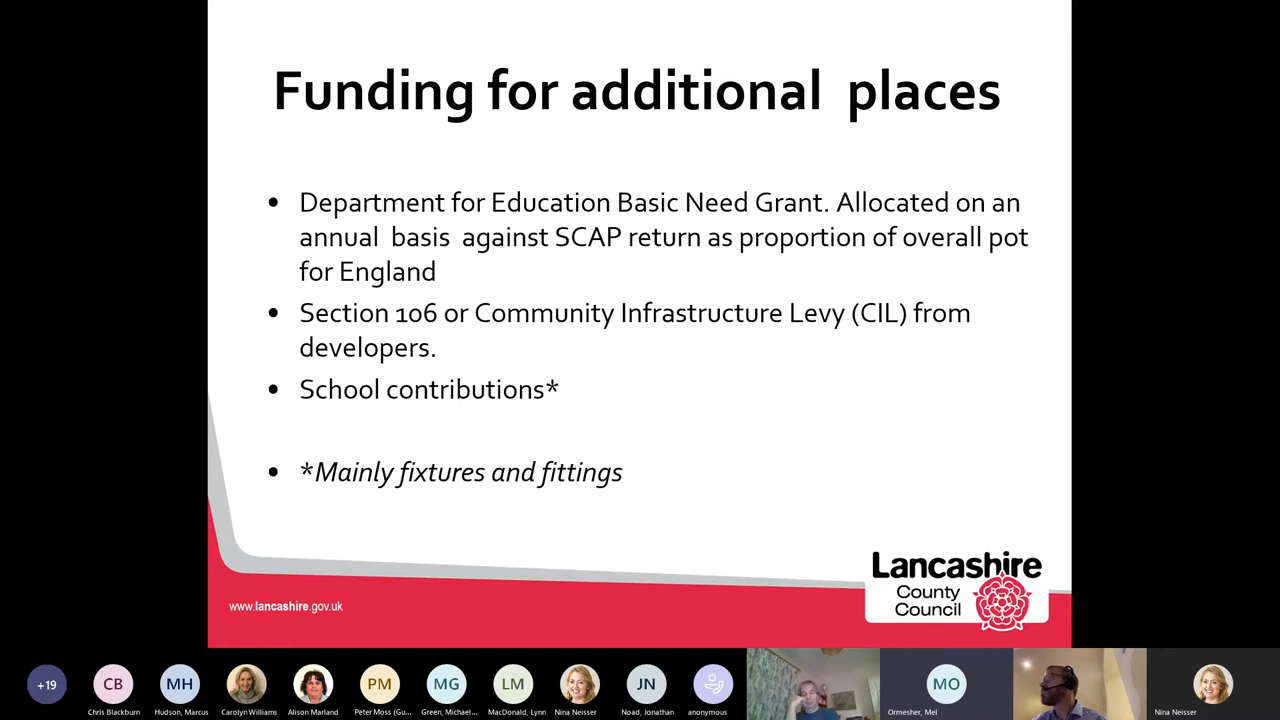 Funding for additional places
• Department for Education Basic Need Grant. Allocated on an
annual basis against SCAP return as proportion of overall pot
for England
• Section 106 or Community Infrastructure Levy (CIL) from
developers.
• School contributions*
• *Mainly fixtures and fittings
Lancashire
County
Council
www.lancashire.gov.uk
+19
CB
MH
PM
MG
LM
JN
MO
Chris Blackburn
Hudson, Marcus
Carolyn Williams
Alison Marland
Peter Moss (Gu...
Green, Michael...
MacDonald, Lynn
Nina Neisser
Noad, Jonathan
anonymous
Ormesher, Mel
Nina Neisser